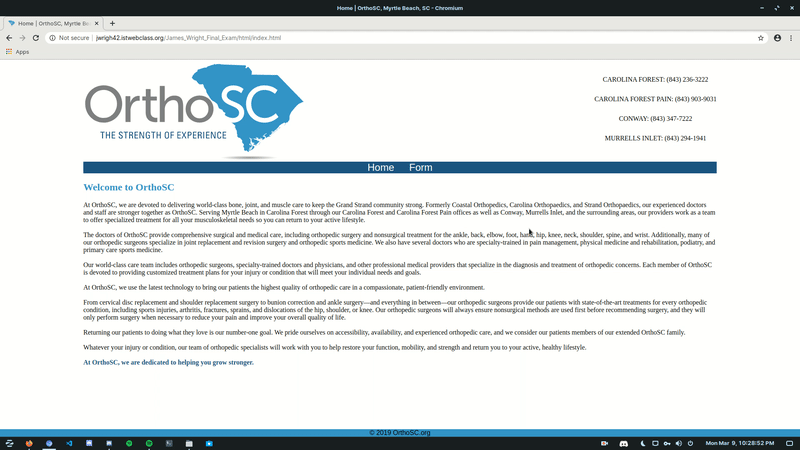 Home | OrthoSC, Myrtle Beach, SC - Chromium
Home | OrthoSC, Myrtle Be
Not secure | jwrigh42.istwebclass.org/James_Wright_Final_Exam/html/index.html
Apps
OrthoSC
THE STRENGTH OF EXPERIENCE
CAROLINA FOREST: (843) 236-3222
CAROLINA FOREST PAIN: (843) 903-9031
CONWAY: (843) 347-7222
MURRELLS INLET: (843) 294-1941
Home Form
Welcome to OrthoSC
At OrthoSC, we are devoted to delivering world-class bone, joint, and muscle care to keep the Grand Strand community strong. Formerly Coastal Orthopedics, Carolina Orthopaedics, and Strand Orthopaedics, our experienced doctors
and staff are stronger together as OrthoSC. Serving Myrtle Beach in Carolina Forest through our Carolina Forest and Carolina Forest Pain offices as well as Conway, Murrells Inlet, and the surrounding areas, our providers work as a team
to offer specialized treatment for all your musculoskeletal needs so you can return to your active lifestyle.
The doctors of OrthoSC provide comprehensive surgical and medical care, including orthopedic surgery and nonsurgical treatment for the ankle, back, elbow, foot, hand, hip, knee, neck, shoulder, spine, and wrist. Additionally, many of
our orthopedic surgeons specialize in joint replacement and revision surgery and orthopedic sports medicine. We also have several doctors who are specialty-trained in pain management, physical medicine and rehabilitation, podiatry, and
primary care sports medicine.
Our world-class care team includes orthopedic surgeons, specialty-trained doctors and physicians, and other professional medical providers that specialize in the diagnosis and treatment of orthopedic concerns. Each member of OrthoSC
is devoted to providing customized treatment plans for your injury or condition that will meet your individual needs and goals.
At OrthoSC, we use the latest technology to bring our patients the highest quality of orthopedic care in a compassionate, patient-friendly environment.
From cervical disc replacement and shoulder replacement surgery to bunion correction and ankle surgery—and everything in between—our orthopedic surgeons provide our patients with state-of-the-art treatments for every orthopedic
condition, including sports injuries, arthritis, fractures, sprains, and dislocations of the hip, shoulder, or knee. Our orthopedic surgeons will always ensure nonsurgical methods are used first before recommending surgery, and they will
only perform surgery when necessary to reduce your pain and improve your overall quality of life.
Returning our patients to doing what they love is our number-one goal. We pride ourselves on accessibility, availability, and experienced orthopedic care, and we consider our patients members of our extended OrthoSC family.
Whatever your injury or condition, our team of orthopedic specialists will work with you to help restore your function, mobility, and strength and return you to your active, healthy lifestyle.
At OrthoSC, we are dedicated to helping you grow stronger.
© 2019 OrthoSC.org
Mon Mar 9, 10:28:52 PM